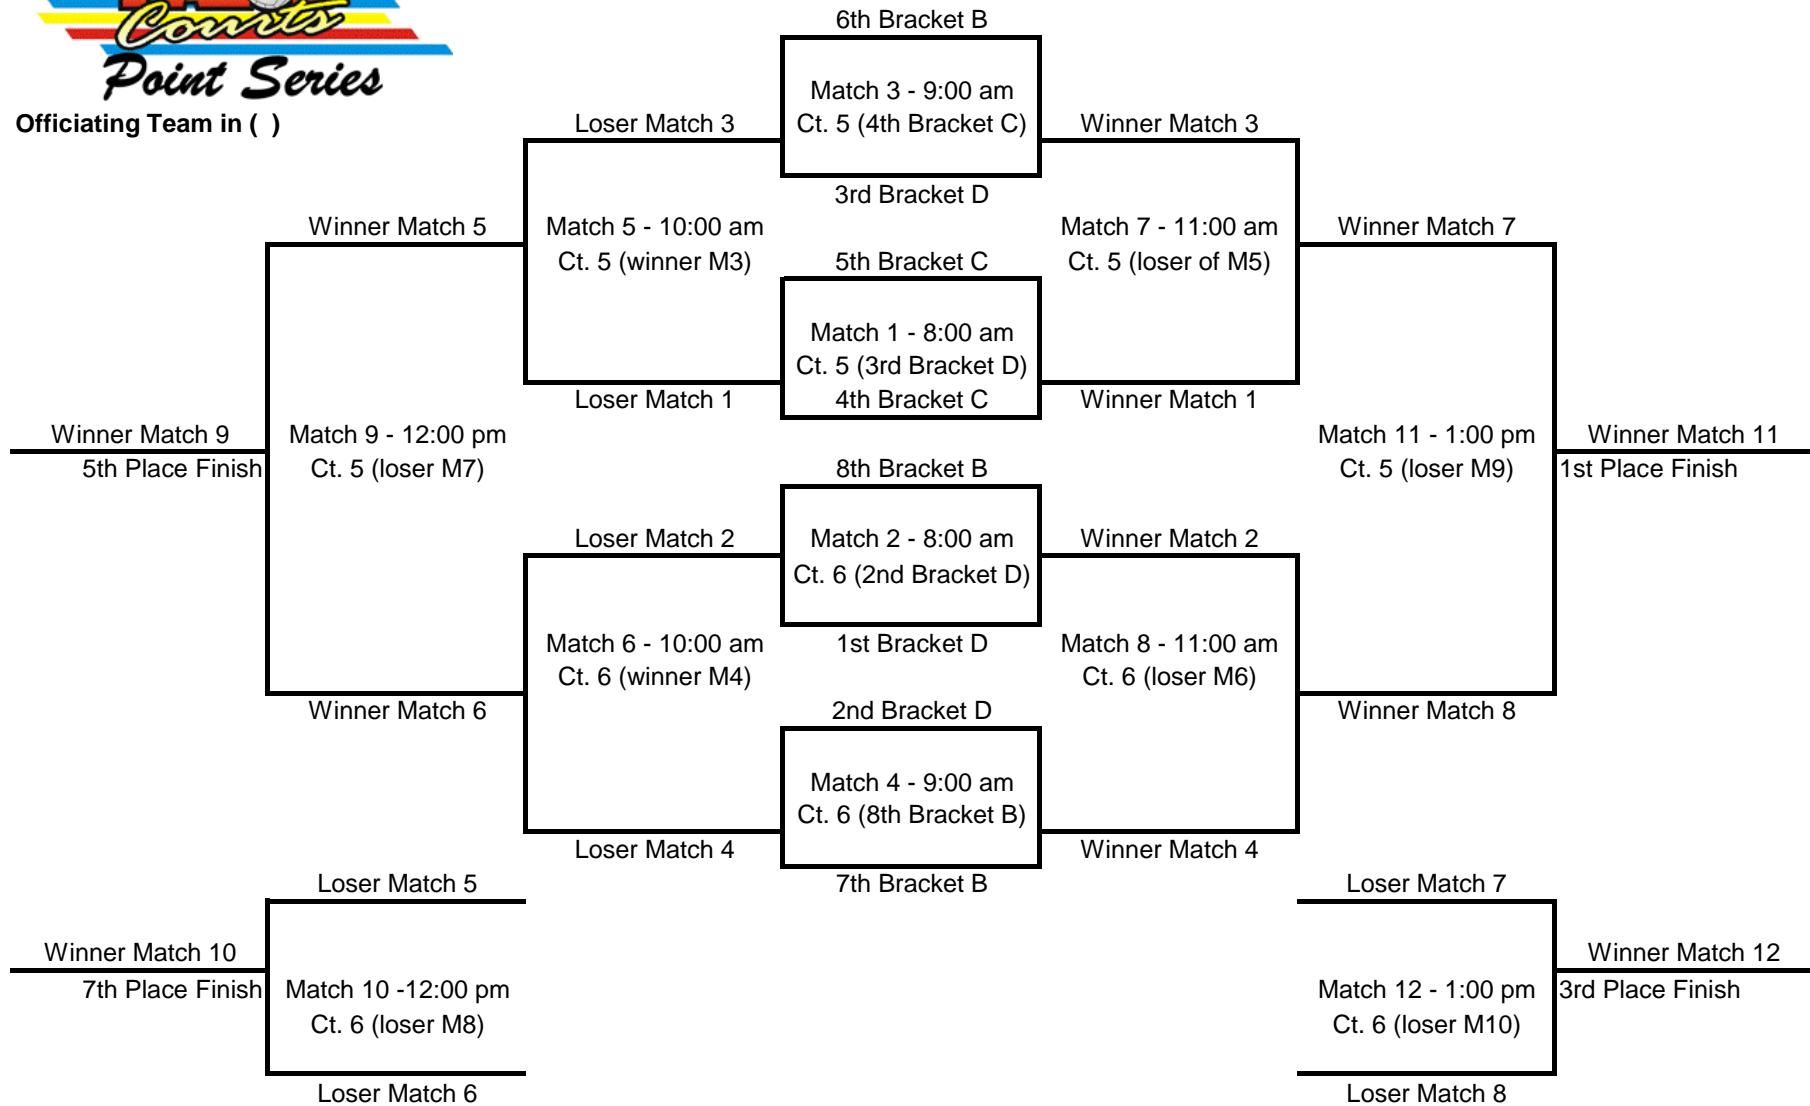 Courts
Point Series
Officiating Team in (  )
6th Bracket B
Match 3 - 9:00 am
Ct. 5 (4th Bracket C)
Loser Match 3
Winner Match 3
3rd Bracket D
Winner Match 5
Match 5 - 10:00 am
Ct. 5 (winner M3)
Match 7 - 11:00 am
Ct. 5 (loser of M5)
Winner Match 7
5th Bracket C
Match 1 - 8:00 am
Ct. 5 (3rd Bracket D)
4th Bracket C
Loser Match 1
Winner Match 1
Winner Match 9
5th Place Finish
Match 9 - 12:00 pm
Ct. 5 (loser M7)
Match 11 - 1:00 pm
Ct. 5 (loser M9)
Winner Match 11
1st Place Finish
8th Bracket B
Loser Match 2
Match 2 - 8:00 am
Ct. 6 (2nd Bracket D)
Winner Match 2
1st Bracket D
Match 6 - 10:00 am
Ct. 6 (winner M4)
Match 8 - 11:00 am
Ct. 6 (loser M6)
Winner Match 6
2nd Bracket D
Winner Match 8
Match 4 - 9:00 am
Ct. 6 (8th Bracket B)
Loser Match 4
Winner Match 4
7th Bracket B
Loser Match 5
Loser Match 7
Winner Match 10
7th Place Finish
Match 10 -12:00 pm
Ct. 6 (loser M8)
Match 12 - 1:00 pm
Ct. 6 (loser M10)
Winner Match 12
3rd Place Finish
Loser Match 6
Loser Match 8